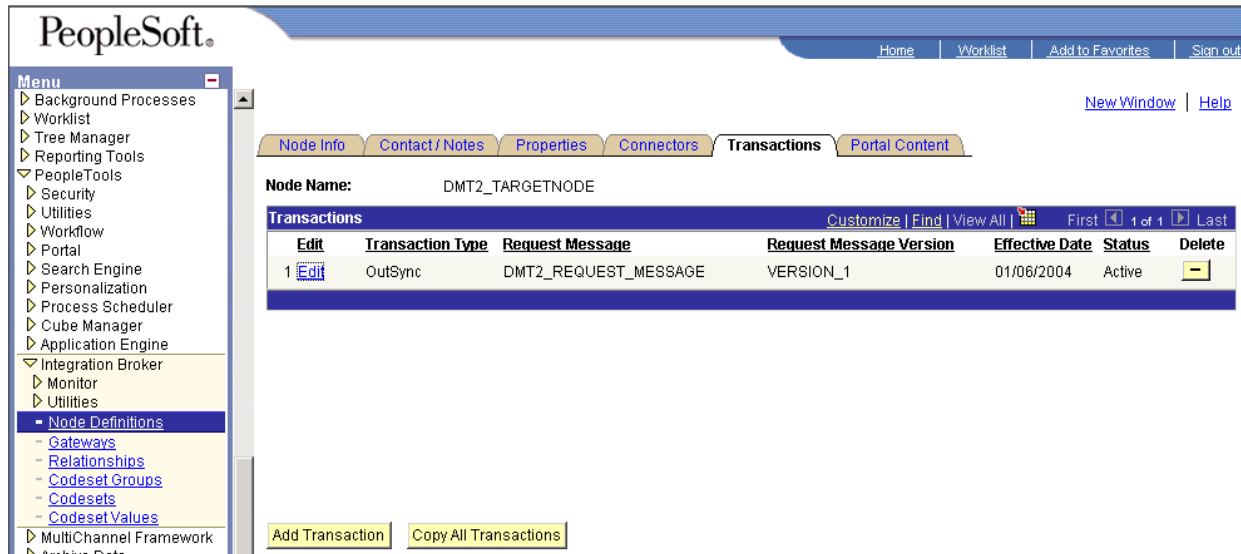 PeopleSoft.
Home | Worklist | Add to Favorites | Sign out
New Window | Help
Menu
Background Processes
Worklist
Tree Manager
Reporting Tools
PeopleTools
Security
Utilities
Workflow
Portal
Search Engine
Personalization
Process Scheduler
Cube Manager
Application Engine
Integration Broker
Monitor
Utilities
Node Definitions
Gateways
Relationships
Codeset Groups
Codesets
Codeset Values
MultiChannel Framework
Archive Data
Node Info Contact / Notes Properties Connectors Transactions Portal Content
Node Name: DMT2_TARGETNODE
Transactions Customize | Find | View All | First 1 of 1 Last
Edit Transaction Type Request Message Request Message Version Effective Date Status Delete
1 Edit OutSync DMT2_REQUEST_MESSAGE VERSION_1 01/06/2004 Active
Add Transaction Copy All Transactions